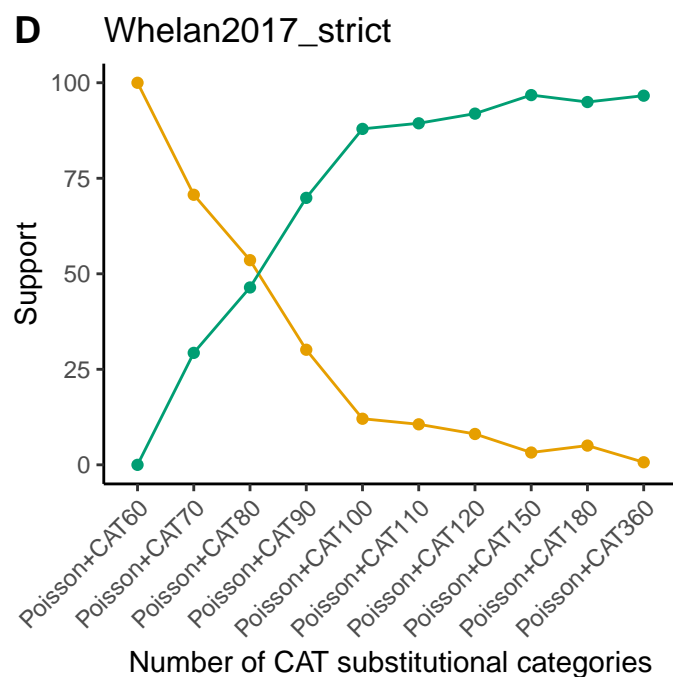 D Whelan2017_strict
100
75
50
25
0
Support
Poisson+CAT60
Poisson+CAT70
Poisson+CAT80
Poisson+CAT90
Poisson+CAT100
Poisson+CAT110
Poisson+CAT120
Poisson+CAT150
Poisson+CAT180
Poisson+CAT360
Number of CAT substitutional categories